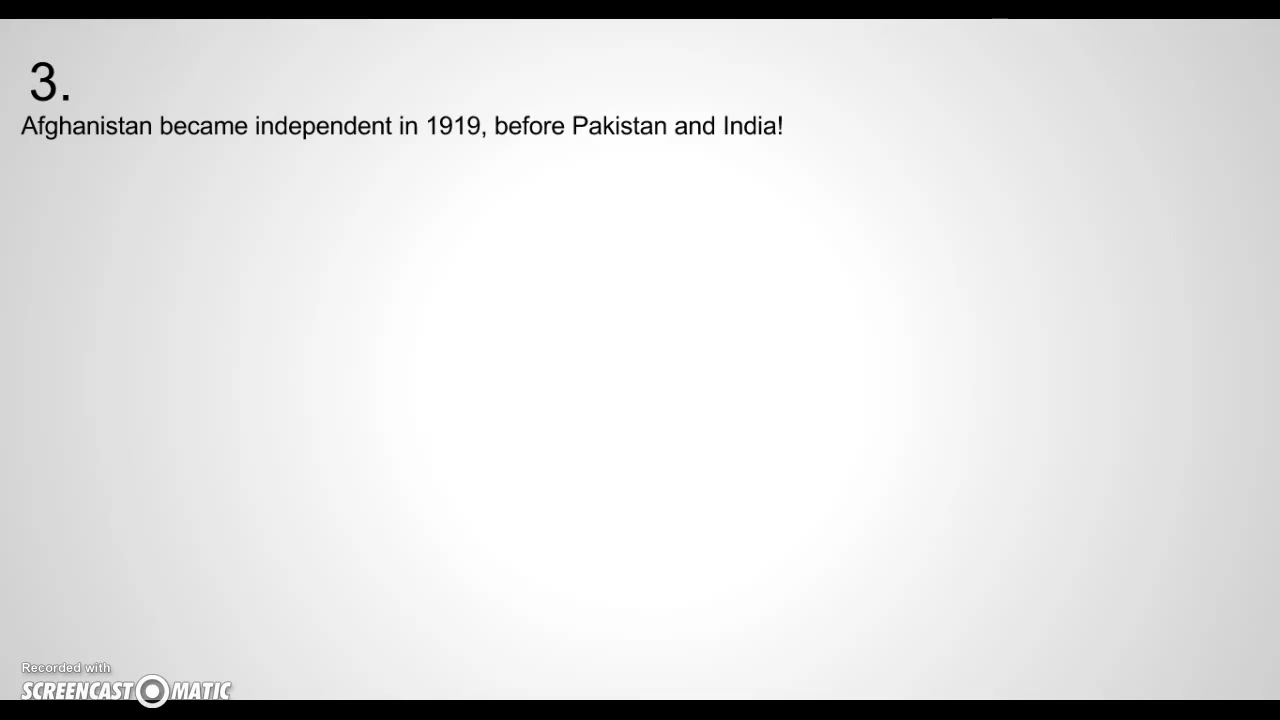 3.
Afghanistan became independent in 1919, before Pakistan and India!
Recorded with
SCREENCAST MATIC